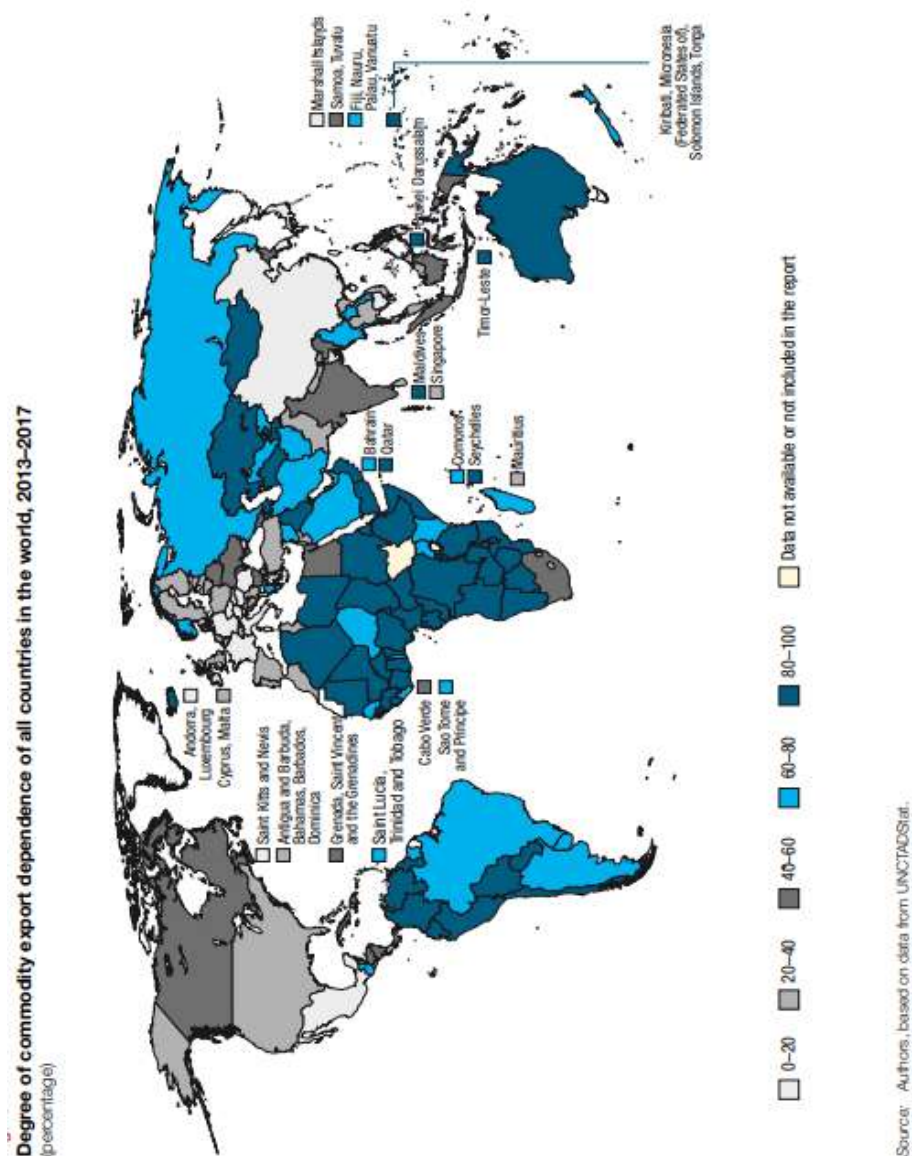 Degree of commodity export dependence of all countries in the world, 2013–2017
(percentage)
Andorra,
Luxembourg
Cyprus, Malta
Saint Kitts and Nevis
Antigua and Barbuda,
Bahamas, Barbados,
Dominica
Grenada, Saint Vincent
and the Grenadines
Saint Lucia,
Trinidad and Tobago
Cabo Verde
Sao Tome
and Principe
Bahrain
Qatar
Comoros
Seychelles
Mauritius
Maldives
Singapore
Timor-Leste
Darussalam
Marshall Islands
Samoa, Tuvalu
Fiji, Nauru,
Palau, Vanuatu
Kiribati, Micronesia
(Federated States of),
Solomon Islands, Tonga
0–20
20–40
40–60
60–80
80–100
Data not available or not included in the report
Source: Authors, based on data from UNCTADStat.